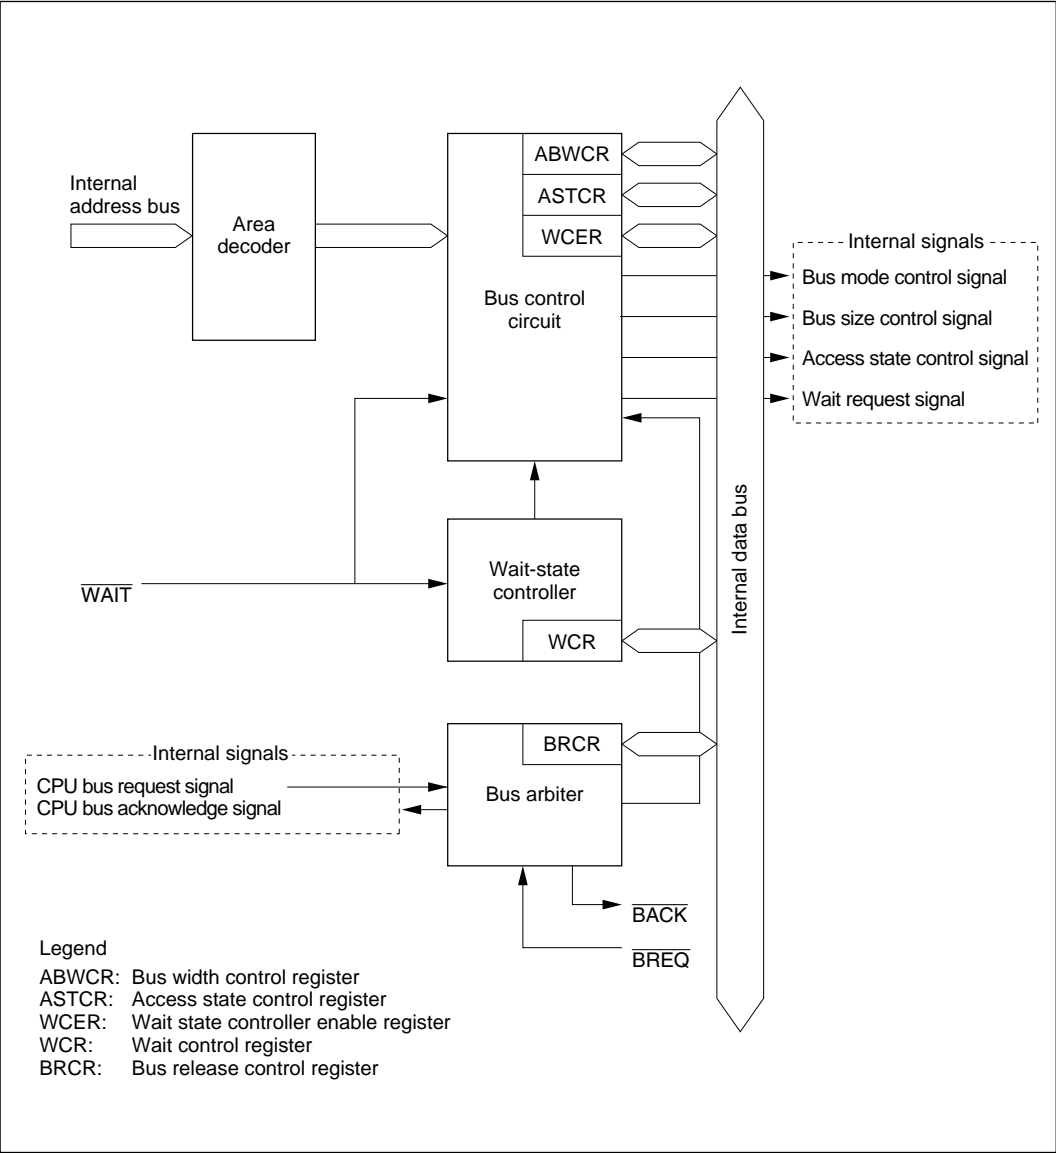 ABWCR
ASTCR
WCER
Internal
address bus
Area
decoder
Bus control
circuit
Internal signals
Bus mode control signal
Bus size control signal
Access state control signal
Wait request signal
Internal data bus
WAIT
Wait-state
controller
WCR
Internal signals
CPU bus request signal
CPU bus acknowledge signal
BRCR
Bus arbiter
BACK
BREQ
Legend
ABWCR: Bus width control register
ASTCR: Access state control register
WCER: Wait state controller enable register
WCR: Wait control register
BRCR: Bus release control register